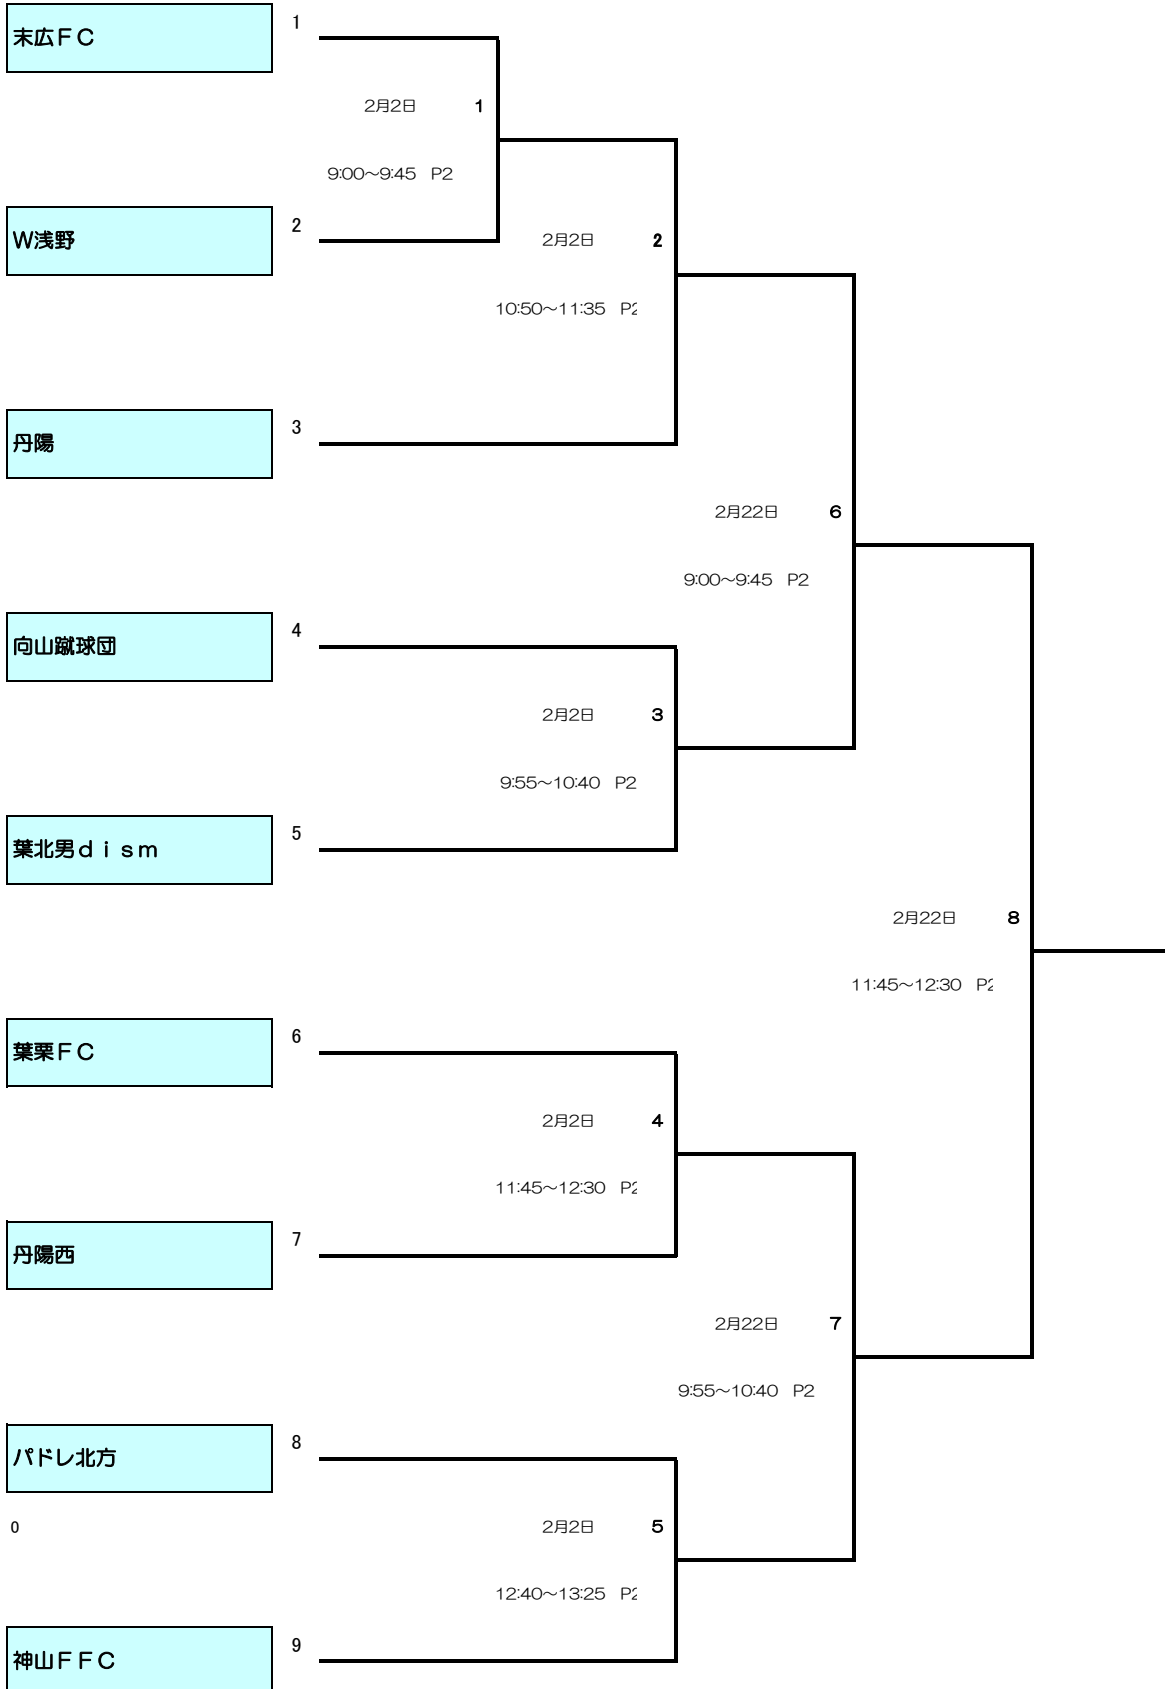 末広ＦＣ
1
2月2日 1
9:00～9:45 P2
Ｗ浅野
2
2月2日 2
10:50～11:35 P2
丹陽
3
2月22日 6
9:00～9:45 P2
向山蹴球団
4
2月2日 3
9:55～10:40 P2
葉北男ｄｉｓｍ
5
2月22日 8
11:45～12:30 P2
葉栗ＦＣ
6
2月2日 4
11:45～12:30 P2
丹陽西
7
2月22日 7
9:55～10:40 P2
パドレ北方
8
0
2月2日 5
12:40～13:25 P2
神山ＦＦＣ
9